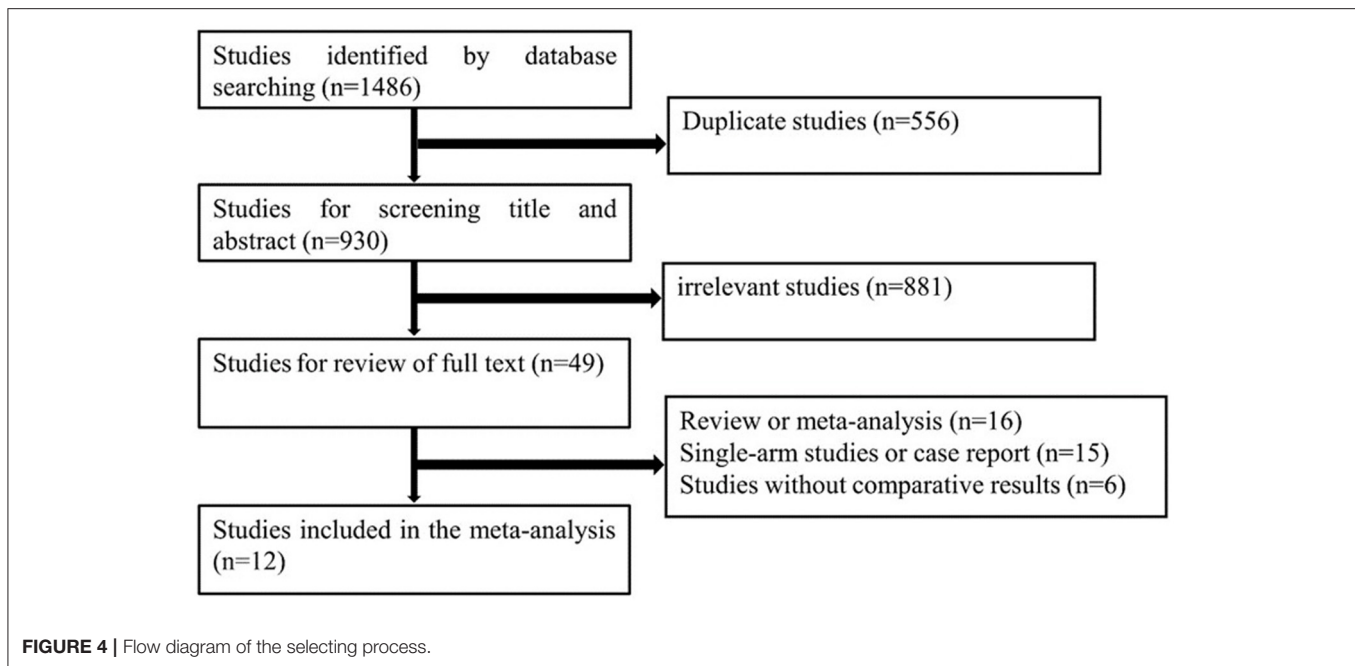 Studies identified by database
searching (n=1486)
Duplicate studies (n=556)
Studies for screening title and
abstract (n=930)
irrelevant studies (n=881)
Studies for review of full text (n=49)
Review or meta-analysis (n=16)
Single-arm studies or case report (n=15)
Studies without comparative results (n=6)
Studies included in the meta-analysis
(n=12)
FIGURE 4 | Flow diagram of the selecting process.